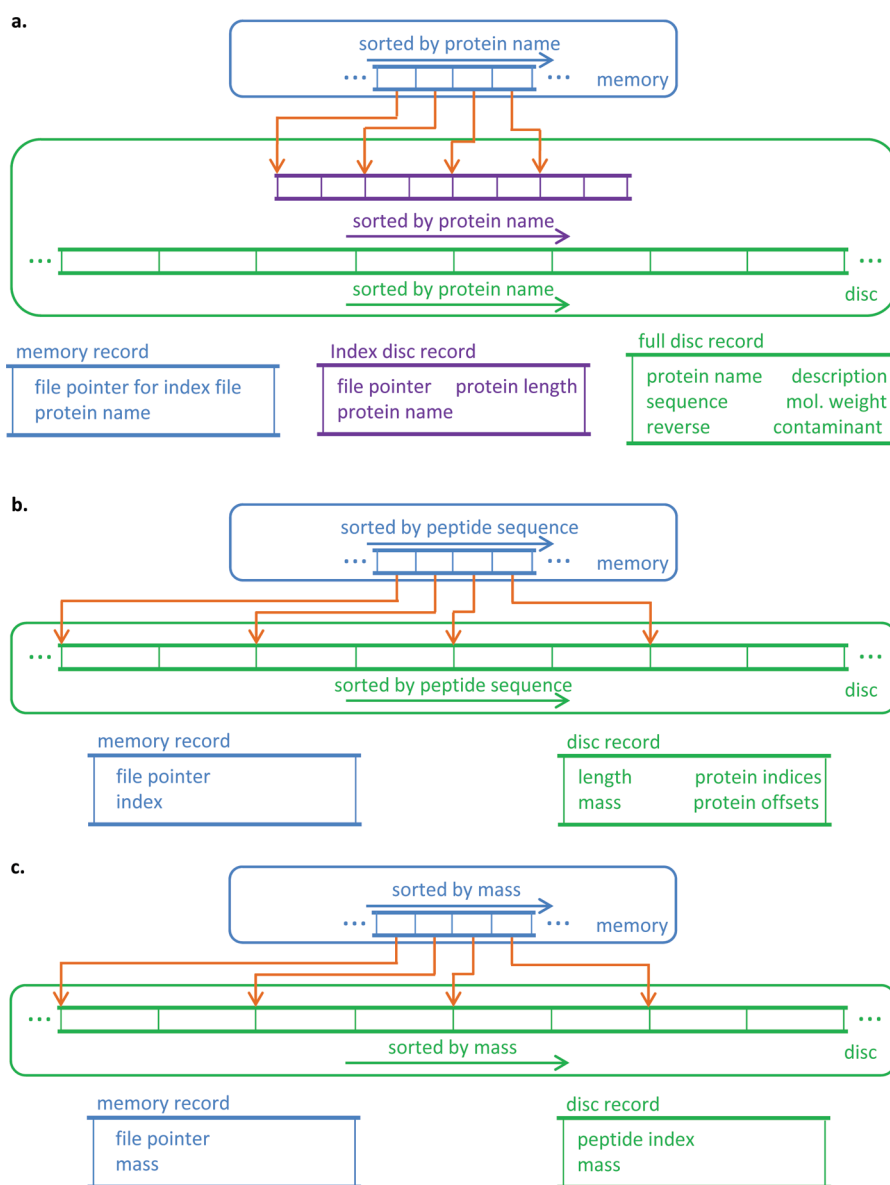 a.
sorted by protein name
... ...
memory
sorted by protein name
... ...
sorted by protein name
disc
memory record
file pointer for index file
protein name
Index disc record
file pointer protein length
protein name
full disc record
protein name description
sequence mol. weight
reverse contaminant
b.
sorted by peptide sequence
... ...
memory
... ...
sorted by peptide sequence
disc
memory record
file pointer
index
disc record
length protein indices
mass protein offsets
c.
sorted by mass
... ...
memory
... ...
sorted by mass
disc
memory record
file pointer
mass
disc record
peptide index
mass